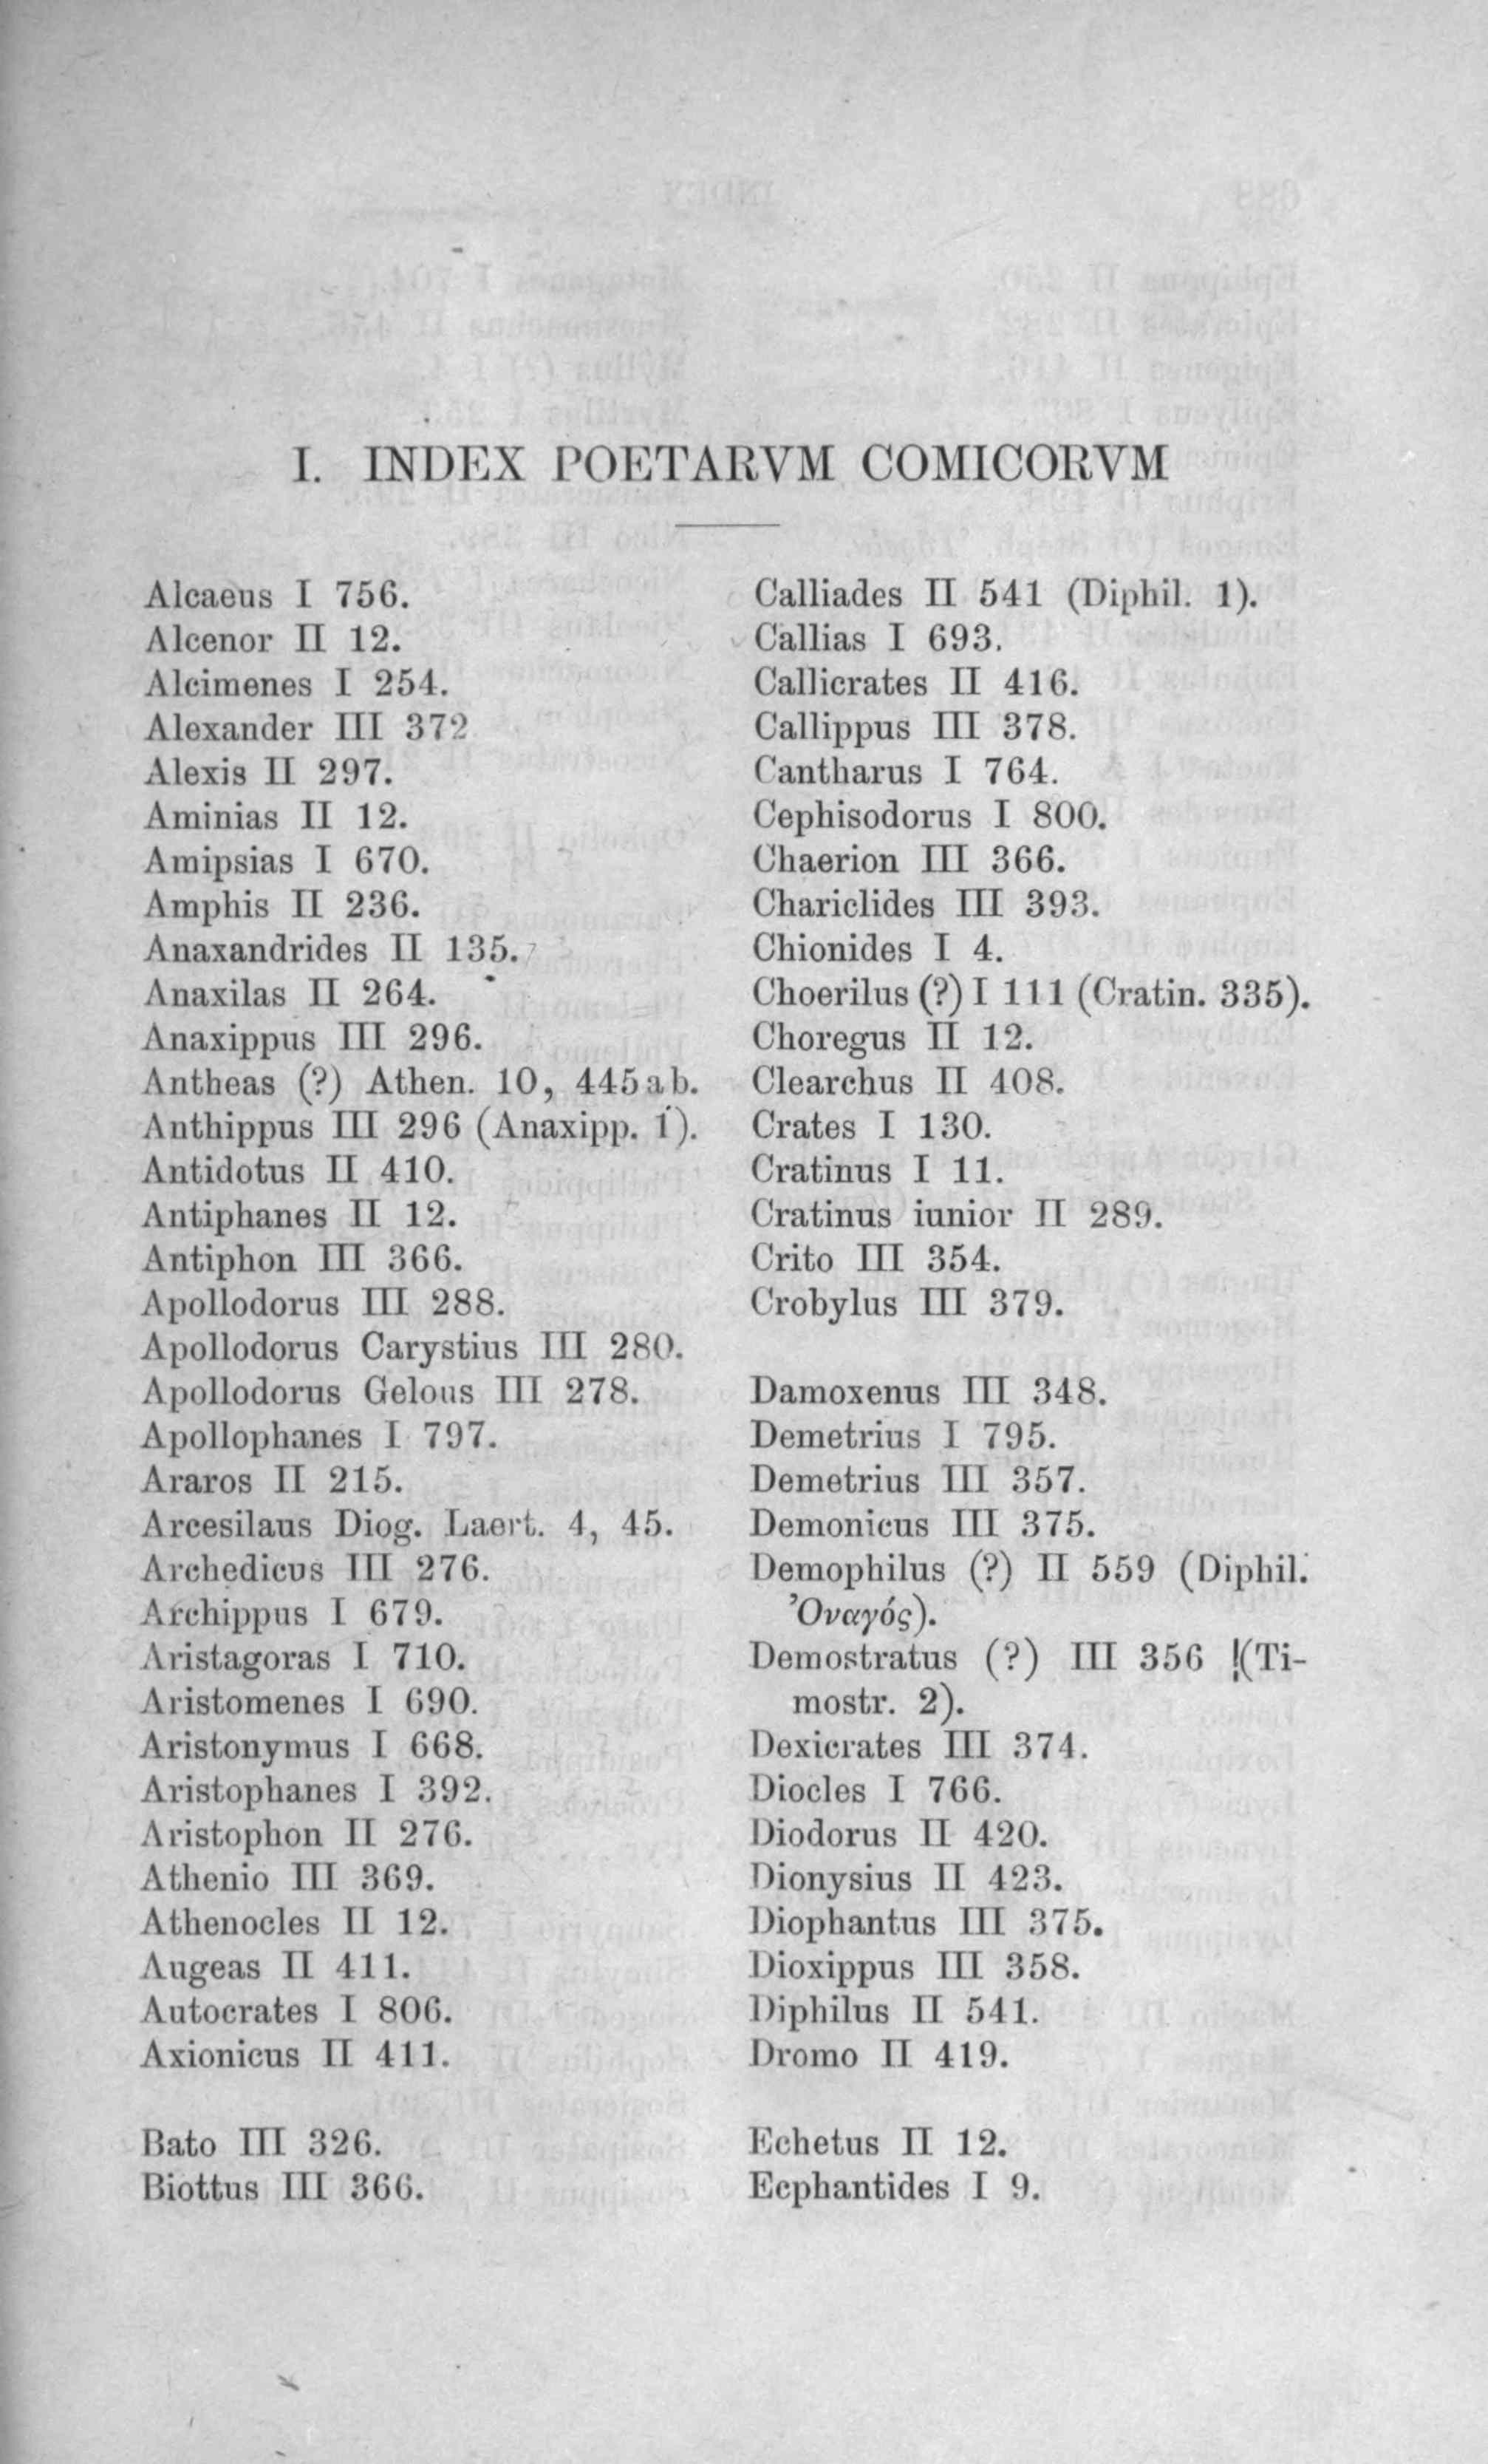 I. INDEX POETARVM COMICORVM
Alcaeus I 756.
Alcenor II 12.
Alcimenes I 254.
Alexander III 372
Alexis II 297.
Aminias II 12.
Amipsias I 670.
Amphis II 236.
Anaxandrides II 135.
Anaxilas II 264.
Anaxippus III 296.
Antheas (?) Athen. 10, 445 a b.
Anthippus III 296 (Anaxipp. 1).
Antidotus II 410.
Antiphanes II 12.
Antiphon III 366.
Apollodorus III 288.
Apollodorus Carystius III 280.
Apollodorus Gelous III 278.
Apollophanes I 797.
Araros II 215.
Arcesilaus Diog. Laert. 4, 45.
Archedicus III 276.
Archippus I 679.
Aristagoras I 710.
Aristomenes I 690.
Aristonymus I 668.
Aristophanes I 392.
Aristophon II 276.
Athenio III 369.
Athenocles II 12.
Augeas II 411.
Autocrates I 806.
Axionicus II 411.
Bato III 326.
Biottus III 366.
Calliades II 541 (Diphil. 1).
Callias I 693.
Callicrates II 416.
Callippus III 378.
Cantharus I 764.
Cephisodorus I 800.
Chaerion III 366.
Chariclides III 393.
Chionides I 4.
Choerilus (?) I 111 (Cratin. 335).
Choregus II 12.
Clearchus II 408.
Crates I 130.
Cratinus I 11.
Cratinus iunior II 289.
Crito III 354.
Crobylus III 379.
Damoxenus III 348.
Demetrius I 795.
Demetrius III 357.
Demonicus III 375.
Demophilus (?) II 559 (Diphil.
Ὀναγός).
Demostratus (?) III 356 (Ti-
mostr. 2).
Dexicrates III 374.
Diocles I 766.
Diodorus II 420.
Dionysius II 423.
Diophantus III 375.
Dioxippus III 358.
Diphilus II 541.
Dromo II 419.
Echetus II 12.
Ecphantides I 9.